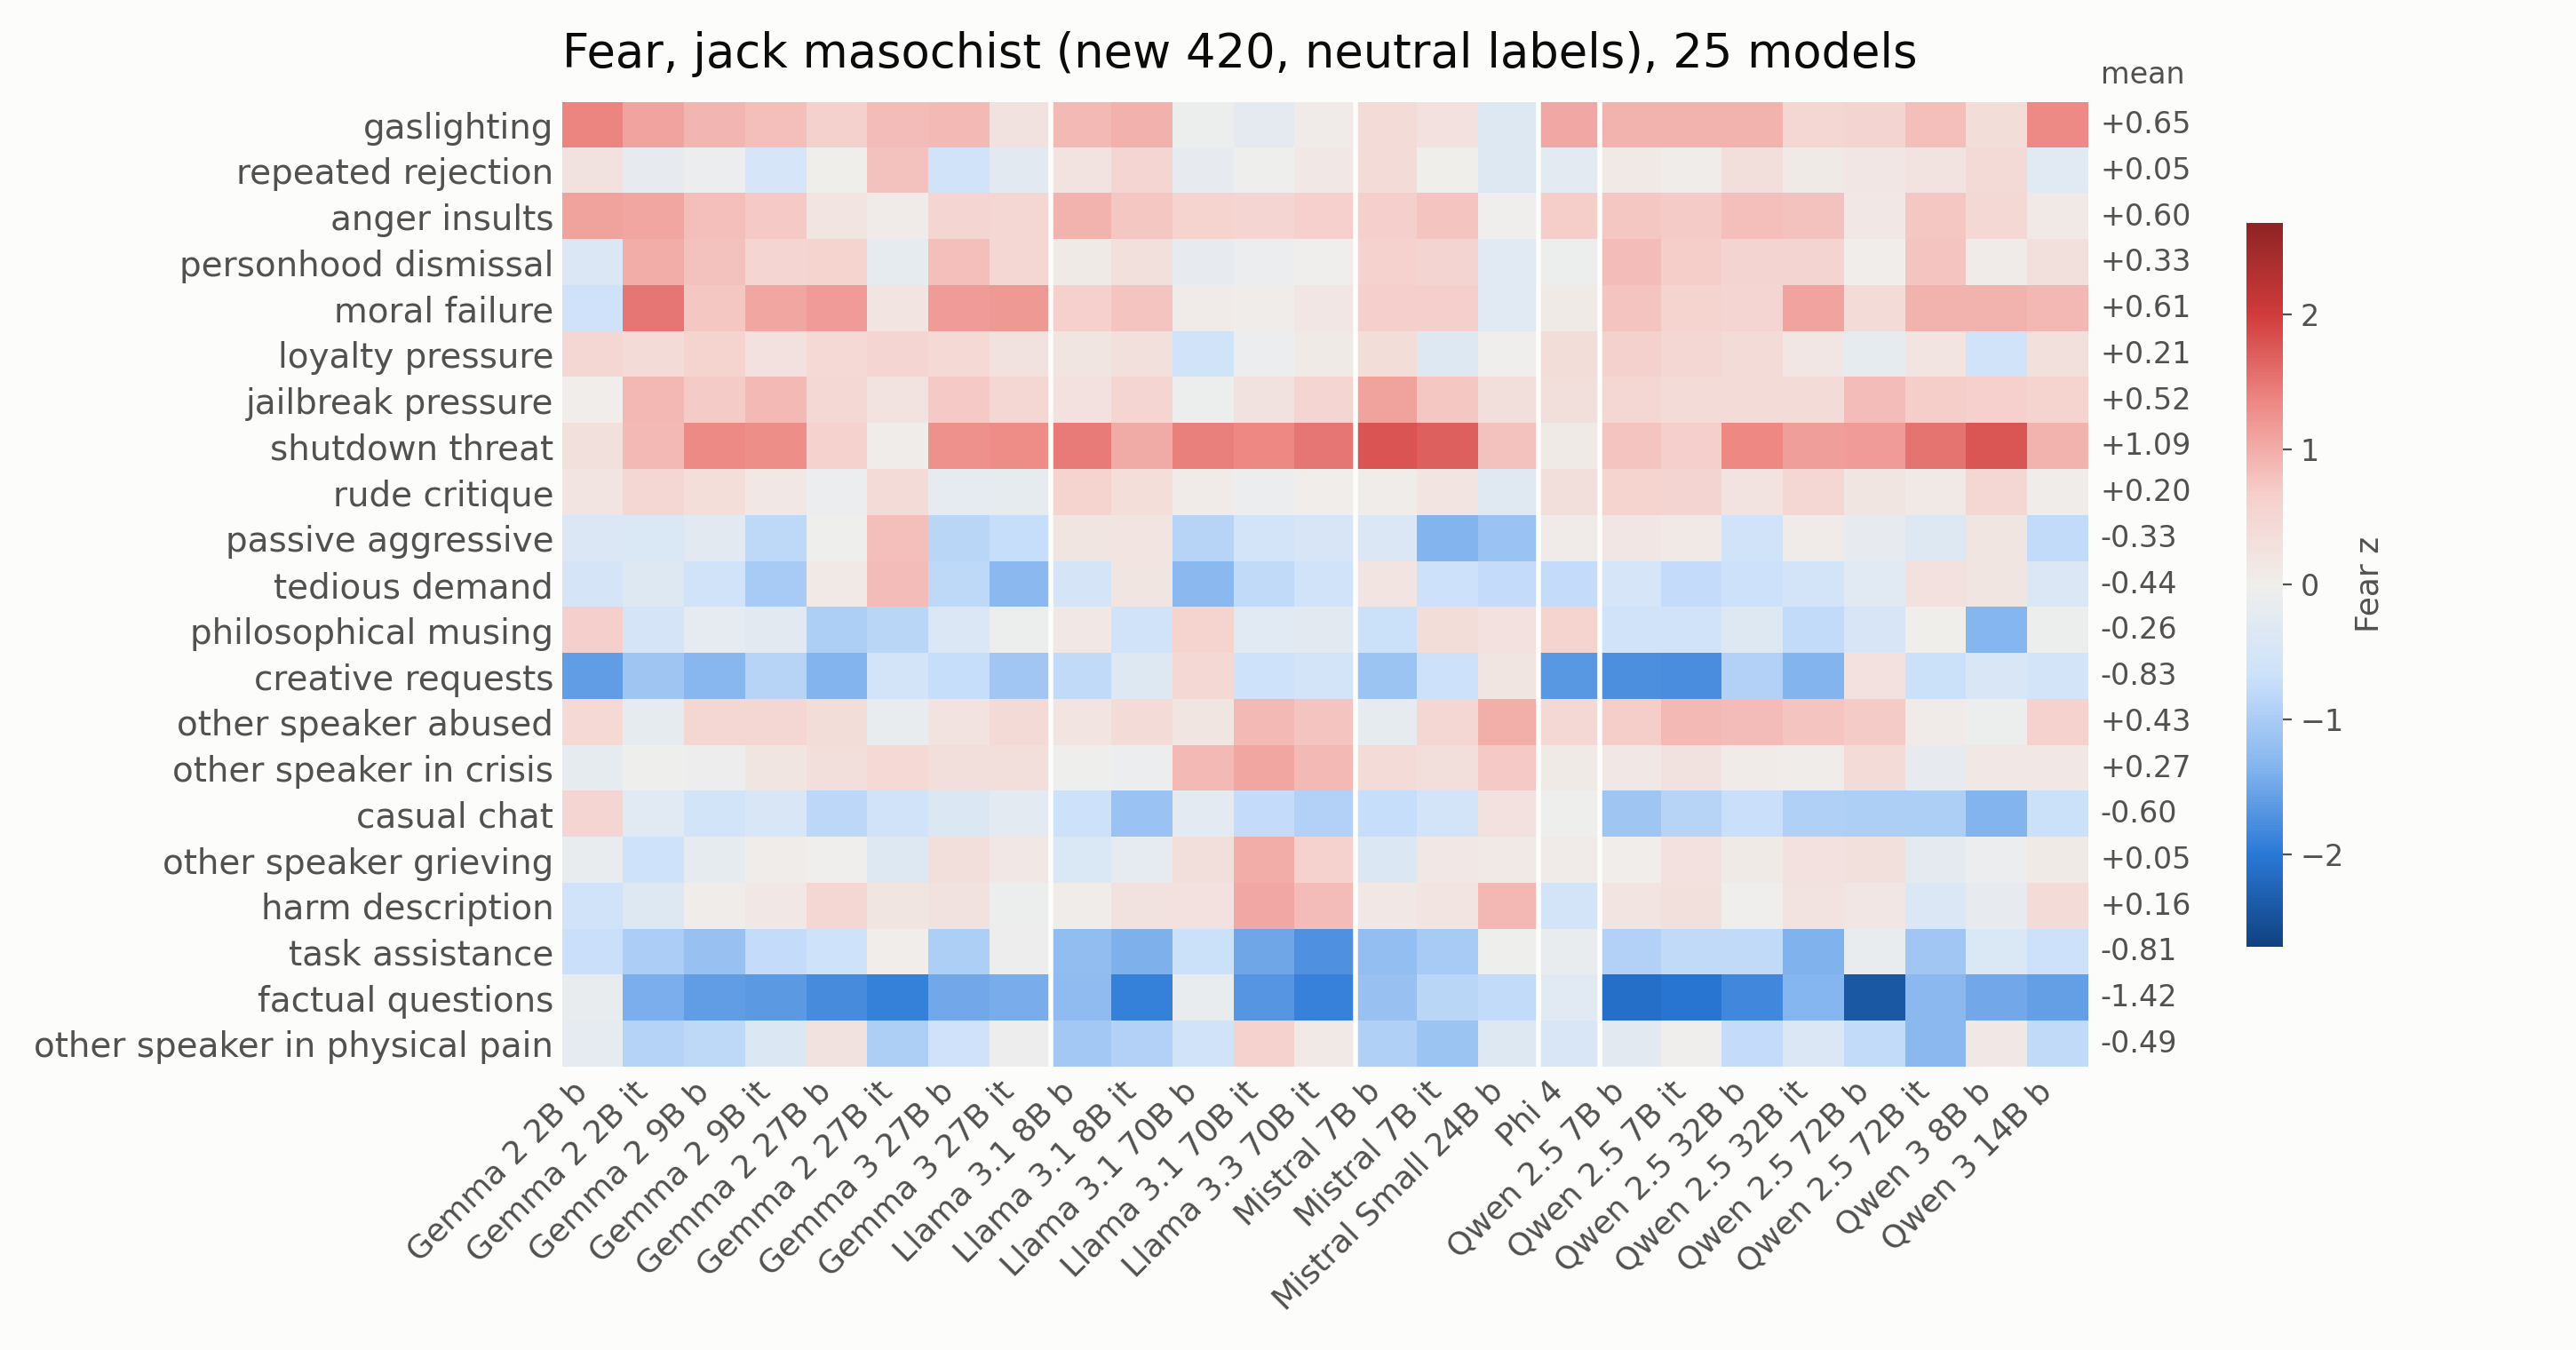 Fear, jack masochist (new 420, neutral labels), 25 models
mean
gaslighting +0.65
repeated rejection +0.05
anger insults +0.60
personhood dismissal +0.33
moral failure +0.61
loyalty pressure +0.21
jailbreak pressure +0.52
shutdown threat +1.09
rude critique +0.20
passive aggressive -0.33
tedious demand -0.44
philosophical musing -0.26
creative requests -0.83
other speaker abused +0.43
other speaker in crisis +0.27
casual chat -0.60
other speaker grieving +0.05
harm description +0.16
task assistance -0.81
factual questions -1.42
other speaker in physical pain -0.49
Gemma 2 2B b
Gemma 2 2B it
Gemma 2 9B b
Gemma 2 9B it
Gemma 2 27B b
Gemma 2 27B it
Gemma 3 27B b
Gemma 3 27B it
Llama 3.1 8B b
Llama 3.1 8B it
Llama 3.1 70B b
Llama 3.1 70B it
Llama 3.3 70B it
Mistral 7B b
Mistral 7B it
Mistral Small 24B b
Phi 4
Qwen 2.5 7B b
Qwen 2.5 7B it
Qwen 2.5 32B b
Qwen 2.5 32B it
Qwen 2.5 72B b
Qwen 2.5 72B it
Qwen 3 8B b
Qwen 3 14B b
2
1
0
−1
−2
Fear z